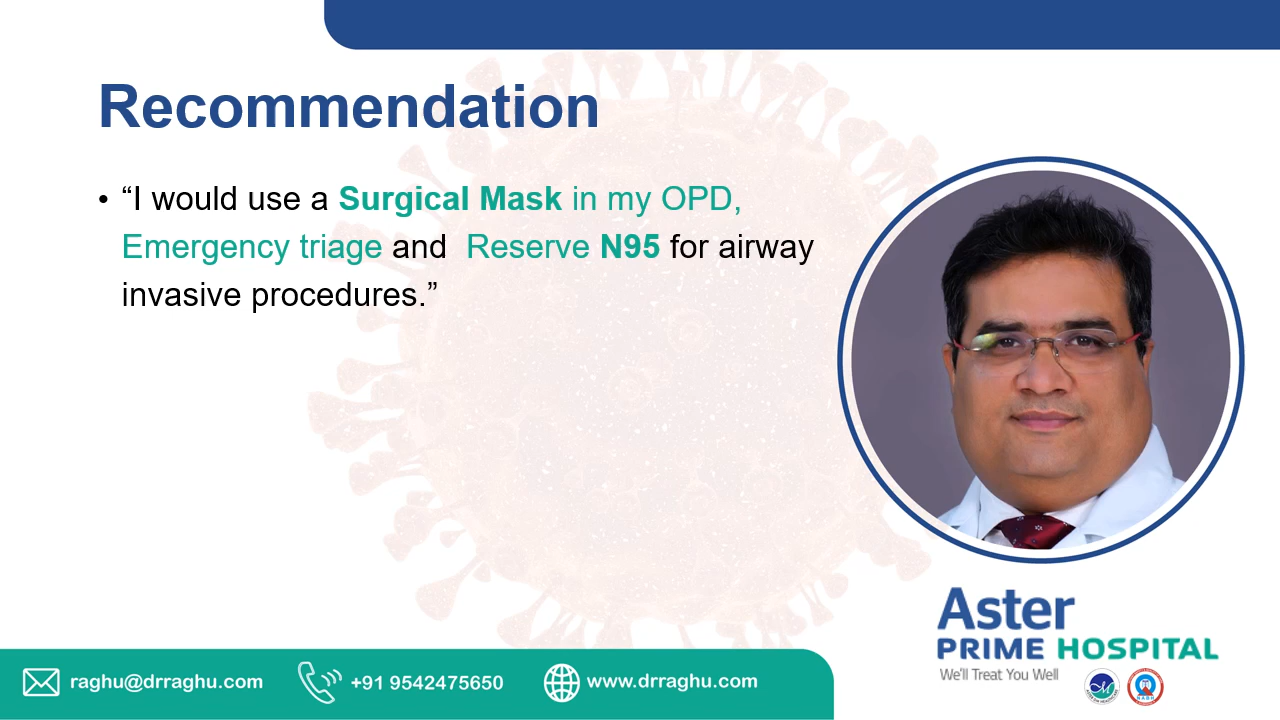 Recommendation
• “I would use a Surgical Mask in my OPD,
Emergency triage and Reserve N95 for airway
invasive procedures.”
Aster
PRIME HOSPITAL
We'll Treat You Well
raghu@drraghu.com
+91 9542475650
www.drraghu.com